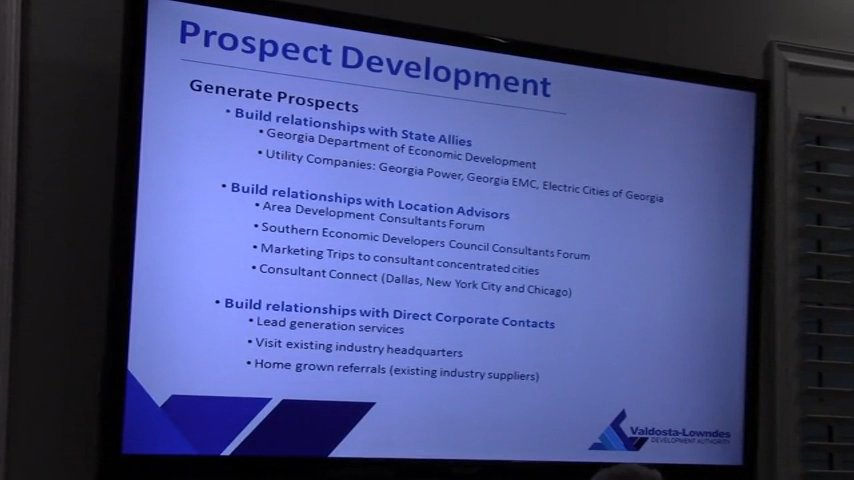 Prospect Development
Generate Prospects
• Build relationships with State Allies
• Georgia Department of Economic Development
• Utility Companies: Georgia Power, Georgia EMC, Electric Cities of Georgia
• Build relationships with Location Advisors
• Area Development Consultants Forum
• Southern Economic Developers Council Consultants Forum
• Marketing Trips to consultant concentrated cities
• Consultant Connect (Dallas, New York City and Chicago)
• Build relationships with Direct Corporate Contacts
• Lead generation services
• Visit existing industry headquarters
• Home grown referrals (existing industry suppliers)
Valdosta-Lowndes
DEVELOPMENT AUTHORITY